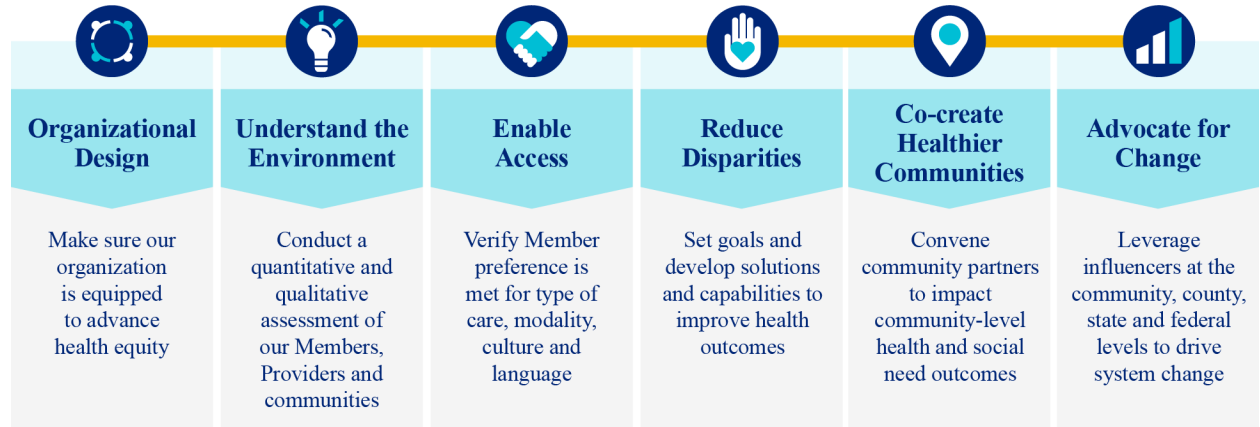 Organizational
Design
Make sure our
organization
is equipped
to advance
health equity
Understand the
Environment
Conduct a
quantitative and
qualitative
assessment of
our Members,
Providers and
communities
Enable
Access
Verify Member
preference is
met for type of
care, modality,
culture and
language
Reduce
Disparities
Set goals and
develop solutions
and capabilities to
improve health
outcomes
Co-create
Healthier
Communities
Convene
community partners
to impact
community-level
health and social
need outcomes
Advocate for
Change
Leverage
influencers at the
community, county,
state and federal
levels to drive
system change